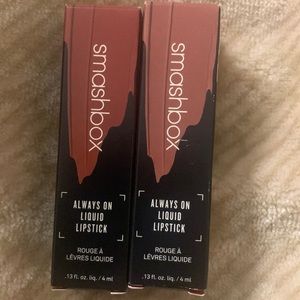 smashbox
ALWAYS ON
LIQUID
LIPSTICK
ROUGE À
LÈVRES LIQUIDE
.13 fl. oz. liq. / 4 ml
smashbox
ALWAYS ON
LIQUID
LIPSTICK
ROUGE À
LÈVRES LIQUIDE
.13 fl. oz. liq. / 4 ml